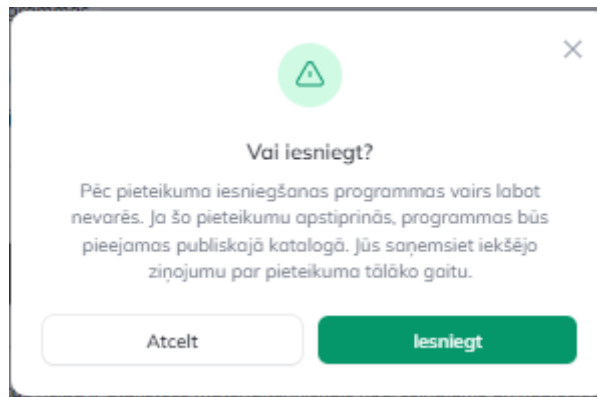 Vai iesniegt?
Pēc pieteikuma iesniegšanas programmas vairs labot
nevarēs. Ja šo pieteikumu apstiprinās, programmas būs
pieejamas publiskajā katalogā. Jūs saņemsiet iekšējo
ziņojumu par pieteikuma tālāko gaitu.
Atcelt
Iesniegt